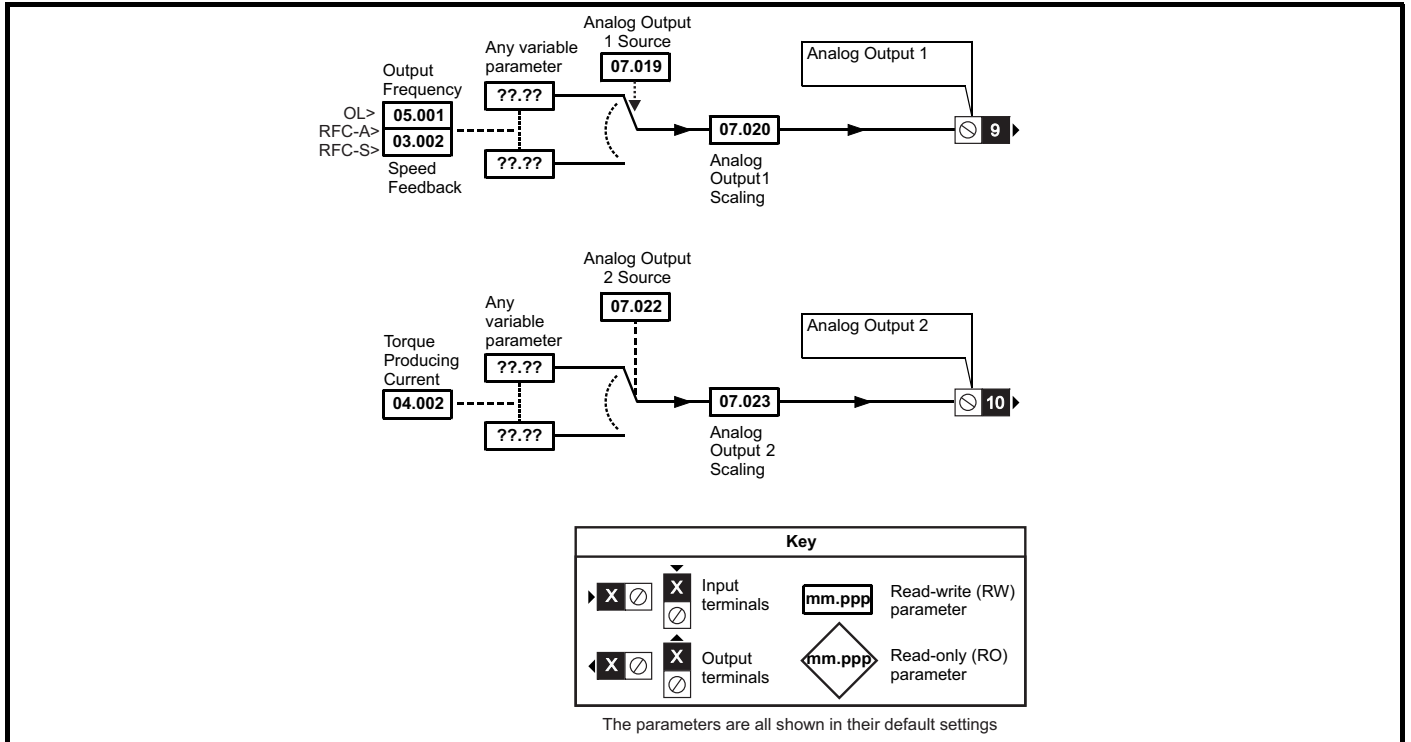 Analog Output
1 Source
07.019
Any variable
parameter
??.??
??.??
Output
Frequency
OL>
RFC-A>
RFC-S>
05.001
03.002
Speed
Feedback
07.020
Analog
Output1
Scaling
Analog Output 1
9
Analog Output
2 Source
07.022
Any
variable
parameter
??.??
??.??
Torque
Producing
Current
04.002
07.023
Analog
Output 2
Scaling
Analog Output 2
10
Key
X
X
Input
terminals
mm.ppp
Read-write (RW)
parameter
X
X
Output
terminals
mm.ppp
Read-only (RO)
parameter
The parameters are all shown in their default settings